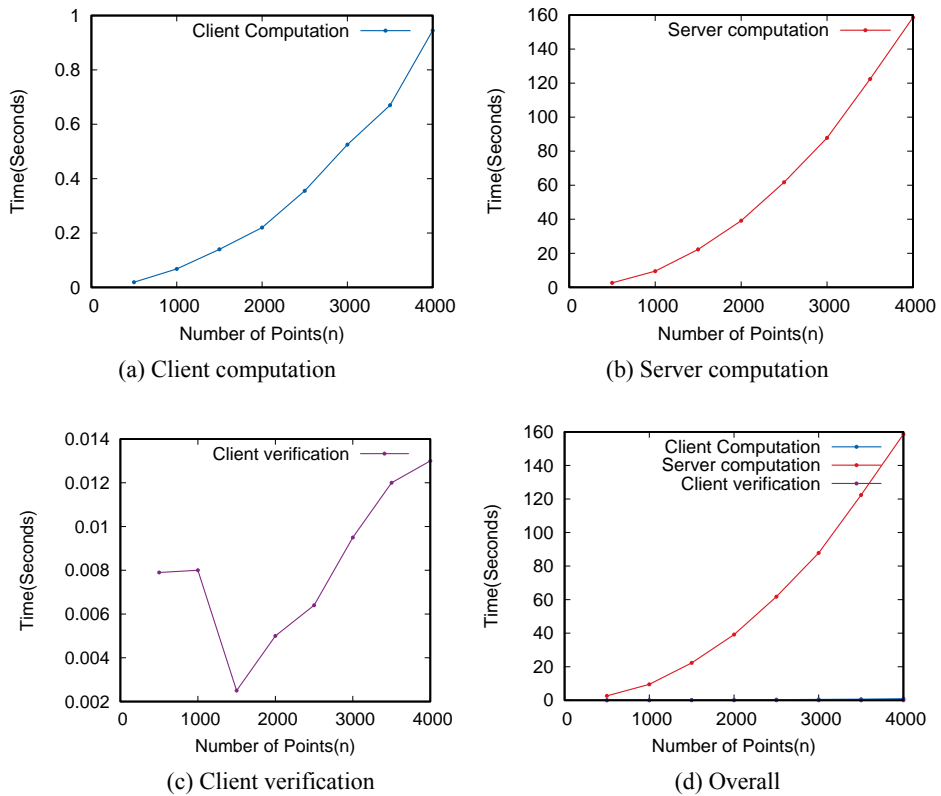 1
0.8
0.6
0.4
0.2
0
Time(Seconds)
Client Computation
0 1000 2000 3000 4000
Number of Points(n)
(a) Client computation
160
140
120
100
80
60
40
20
0
Time(Seconds)
Server computation
0 1000 2000 3000 4000
Number of Points(n)
(b) Server computation
0.014
0.012
0.01
0.008
0.006
0.004
0.002
Time(Seconds)
Client verification
0 1000 2000 3000 4000
Number of Points(n)
(c) Client verification
160
140
120
100
80
60
40
20
0
Time(Seconds)
Client Computation
Server computation
Client verification
0 1000 2000 3000 4000
Number of Points(n)
(d) Overall